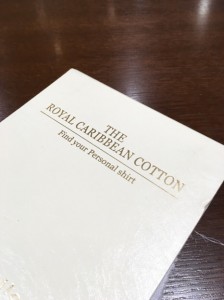 THE
ROYAL CARIBBEAN COTTON
Find your Personal shirt